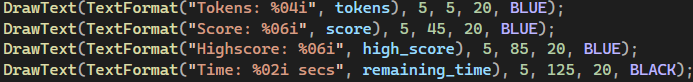 DrawText(TextFormat("Tokens: %04i", tokens), 5, 5, 20, BLUE);
DrawText(TextFormat("Score: %06i", score), 5, 45, 20, BLUE);
DrawText(TextFormat("Highscore: %06i", high_score), 5, 85, 20, BLUE);
DrawText(TextFormat("Time: %02i secs", remaining_time), 5, 125, 20, BLACK);